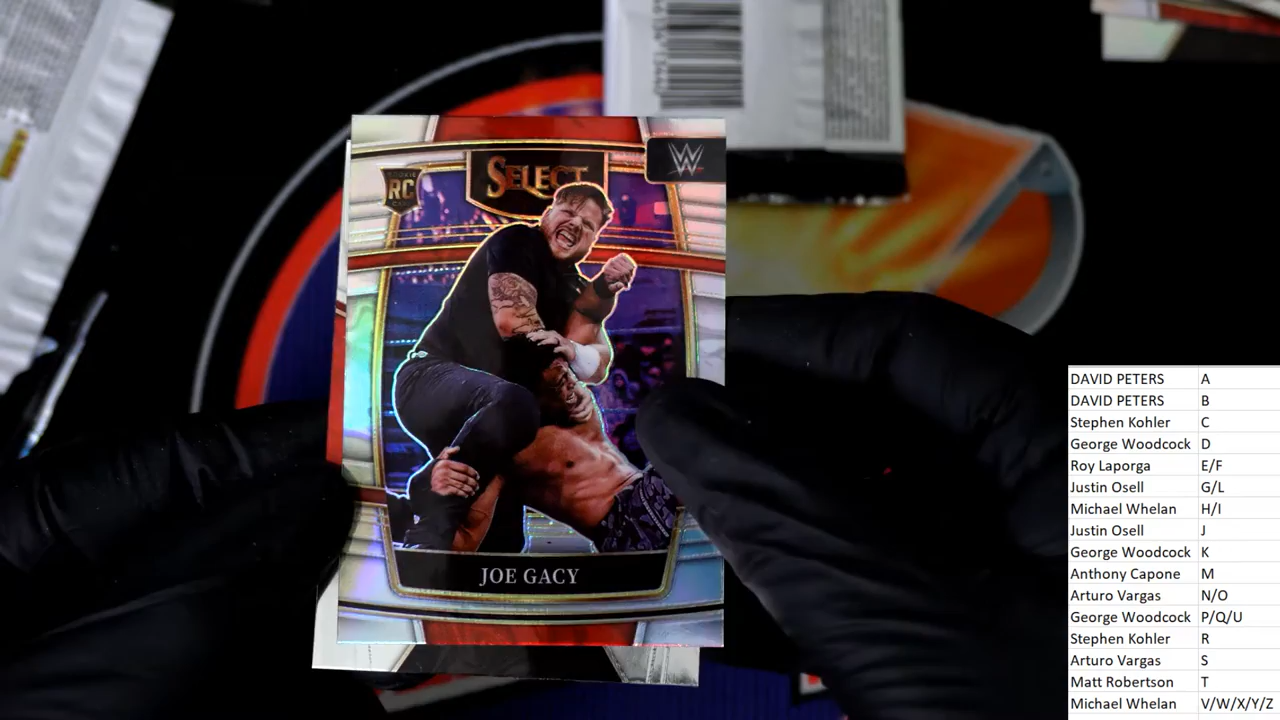 ROOKIE
RC
CARD
SELECT
W
JOE GACY
DAVID PETERS A
DAVID PETERS B
Stephen Kohler C
George Woodcock D
Roy Laporga E/F
Justin Osell G/L
Michael Whelan H/I
Justin Osell J
George Woodcock K
Anthony Capone M
Arturo Vargas N/O
George Woodcock P/Q/U
Stephen Kohler R
Arturo Vargas S
Matt Robertson T
Michael Whelan V/W/X/Y/Z